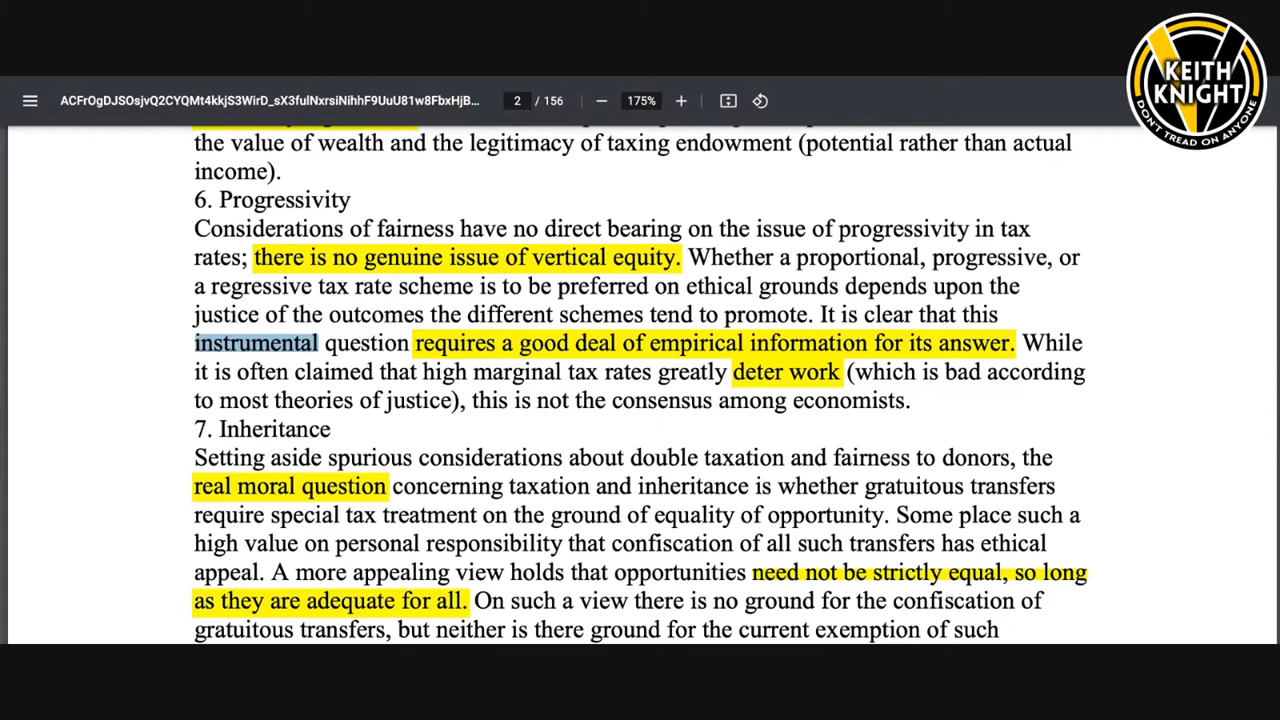 KEITH
KNIGHT
DON'T TREAD ON ANYONE
2 / 156
175%
the value of wealth and the legitimacy of taxing endowment (potential rather than actual
income).
6. Progressivity
Considerations of fairness have no direct bearing on the issue of progressivity in tax
rates; there is no genuine issue of vertical equity. Whether a proportional, progressive, or
a regressive tax rate scheme is to be preferred on ethical grounds depends upon the
justice of the outcomes the different schemes tend to promote. It is clear that this
instrumental question requires a good deal of empirical information for its answer. While
it is often claimed that high marginal tax rates greatly deter work (which is bad according
to most theories of justice), this is not the consensus among economists.
7. Inheritance
Setting aside spurious considerations about double taxation and fairness to donors, the
real moral question concerning taxation and inheritance is whether gratuitous transfers
require special tax treatment on the ground of equality of opportunity. Some place such a
high value on personal responsibility that confiscation of all such transfers has ethical
appeal. A more appealing view holds that opportunities need not be strictly equal, so long
as they are adequate for all. On such a view there is no ground for the confiscation of
gratuitous transfers, but neither is there ground for the current exemption of such